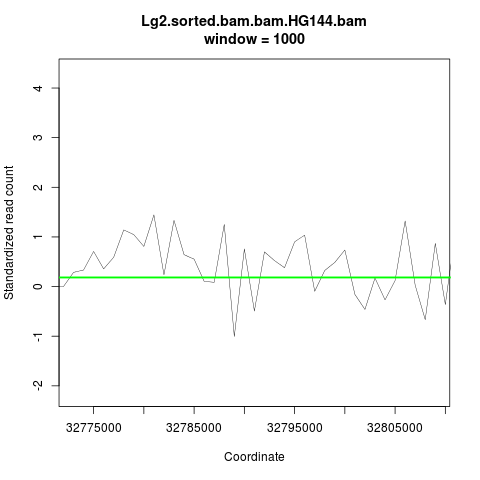 Lg2.sorted.bam.bam.HG144.bam
window = 1000
Standardized read count
4
3
2
1
0
-1
-2
32775000 32785000 32795000 32805000
Coordinate